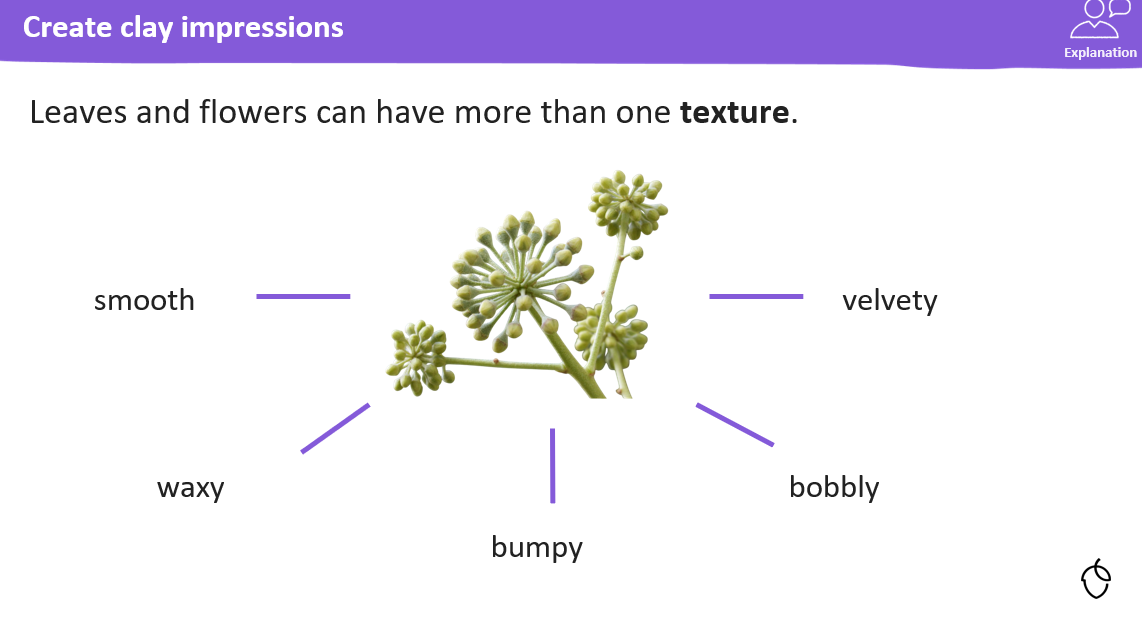 Create clay impressions
Explanation
Leaves and flowers can have more than one texture.
smooth
velvety
waxy
bobbly
bumpy